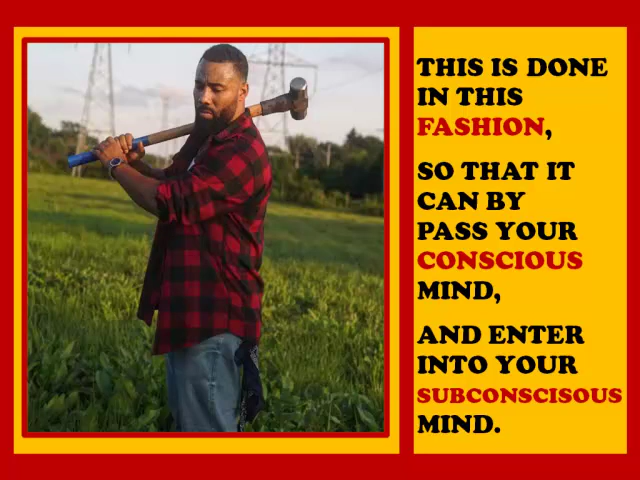 THIS IS DONE
IN THIS
FASHION,
SO THAT IT
CAN BY
PASS YOUR
CONSCIOUS
MIND,
AND ENTER
INTO YOUR
SUBCONSCISOUS
MIND.